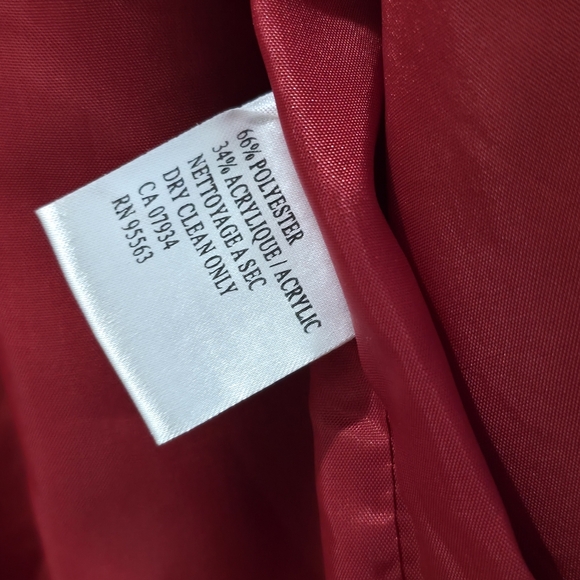 66% POLYESTER
34% ACRYLIQUE / ACRYLIC
NETTOYAGE A SEC
DRY CLEAN ONLY
CA 07934
RN 95563